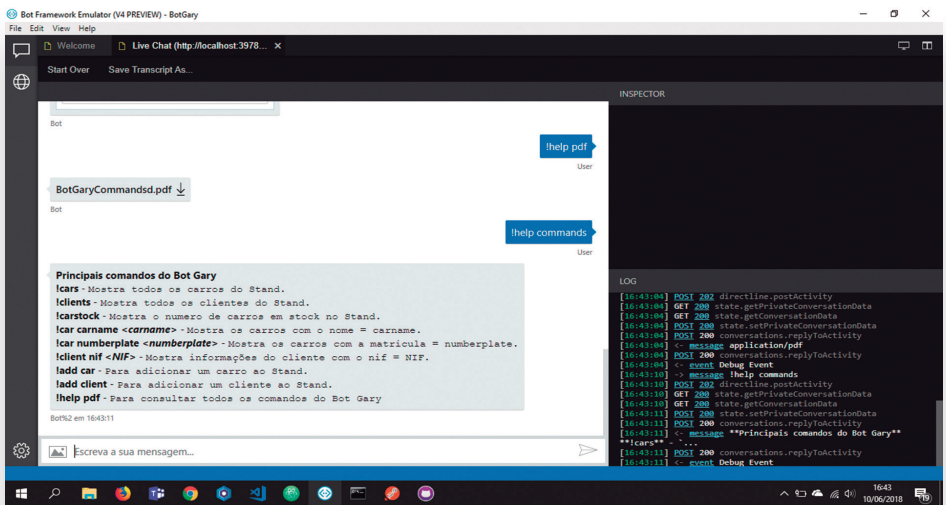 Bot Framework Emulator (V4 PREVIEW) - BotGary
File Edit View Help
Welcome
Live Chat (http://localhost:3978...
Start Over Save Transcript As...
INSPECTOR
Bot
!help pdf
User
BotGaryCommandsd.pdf
Bot
!help commands
User
Principais comandos do Bot Gary
!cars - Mostra todos os carros do Stand.
!clients - Mostra todos os clientes do Stand.
!carstock - Mostra o numero de carros em stock no Stand.
!car carname <carname> - Mostra os carros com o nome = carname.
!car numberplate <numberplate> - Mostra os carros com a matricula = numberplate.
!client nif <NIF> - Mostra informações do cliente com o nif = NIF.
!add car - Para adicionar um carro ao Stand.
!add client - Para adicionar um cliente ao Stand.
!help pdf - Para consultar todos os comandos do Bot Gary
Bot%2 em 16:43:11
Escreva a sua mensagem...
LOG
[16:43:04] POST 202 directline.postActivity
[16:43:04] GET 200 state.getPrivateConversationData
[16:43:04] GET 200 state.getConversationData
[16:43:04] POST 200 state.setPrivateConversationData
[16:43:04] POST 200 conversations.replyToActivity
[16:43:04] <- message application/pdf
[16:43:04] POST 200 conversations.replyToActivity
[16:43:04] <- event Debug Event
[16:43:10] -> message !help commands
[16:43:10] POST 202 directline.postActivity
[16:43:10] GET 200 state.getPrivateConversationData
[16:43:10] GET 200 state.getConversationData
[16:43:11] POST 200 state.setPrivateConversationData
[16:43:11] POST 200 conversations.replyToActivity
[16:43:11] <- message **Principais comandos do Bot Gary**
**!cars** - `...
[16:43:11] POST 200 conversations.replyToActivity
[16:43:11] <- event Debug Event
16:43
10/06/2018
19